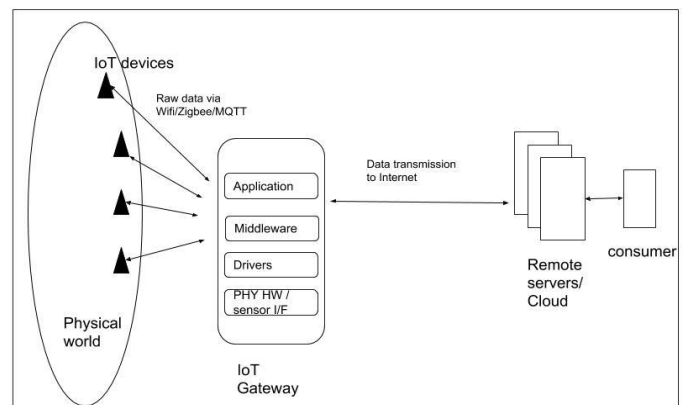 IoT devices
Raw data via
Wifi/Zigbee/MQTT
Application
Middleware
Drivers
PHY HW /
sensor I/F
Data transmission
to Internet
consumer
Remote
servers/
Cloud
Physical
world
IoT
Gateway